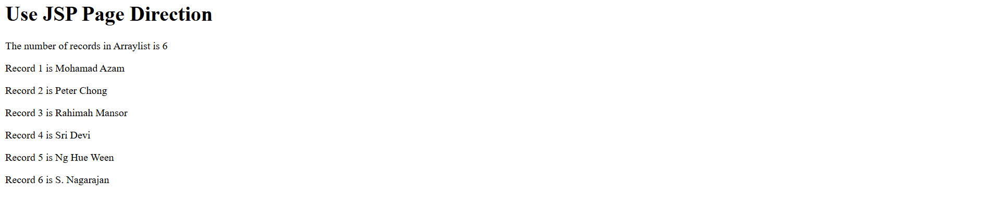 Use JSP Page Direction
The number of records in Arraylist is 6
Record 1 is Mohamad Azam
Record 2 is Peter Chong
Record 3 is Rahimah Mansor
Record 4 is Sri Devi
Record 5 is Ng Hue Ween
Record 6 is S. Nagarajan